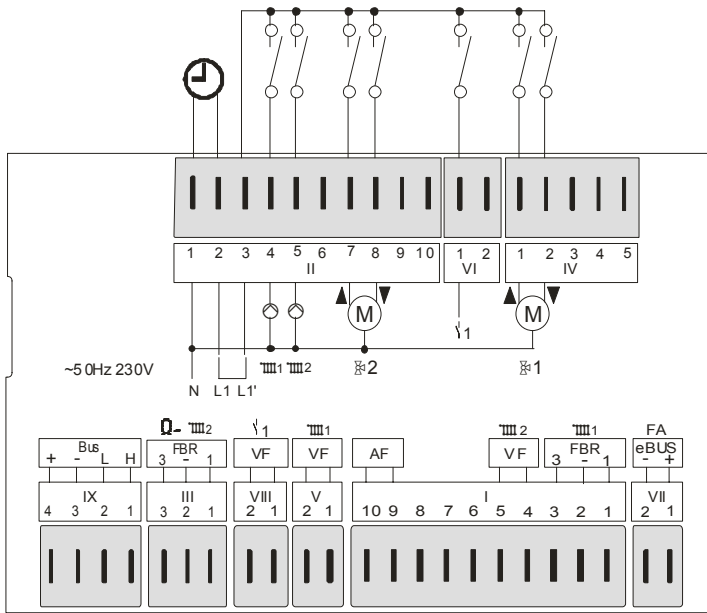 1 2 3 4 5 6 7 8 9 10 1 2 1 2 3 4 5
II VI IV
M M
1
~50Hz 230V 1 2 2 1
N L1 L1'
2 1 1 2 1 FA
Bus FBR VF VF AF VF FBR eBUS
+ - L H 3 - 1 3 - 1 - +
IX III VIII V I VII
4 3 2 1 3 2 1 2 1 2 1 10 9 8 7 6 5 4 3 2 1 2 1